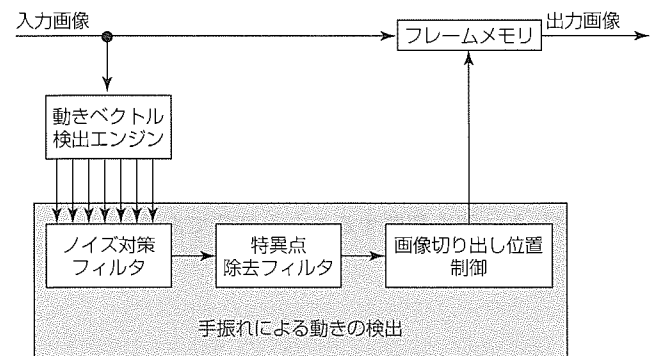 入力画像
フレームメモリ
出力画像
動きベクトル
検出エンジン
ノイズ対策
フィルタ
特異点
除去フィルタ
画像切り出し位置
制御
手振れによる動きの検出